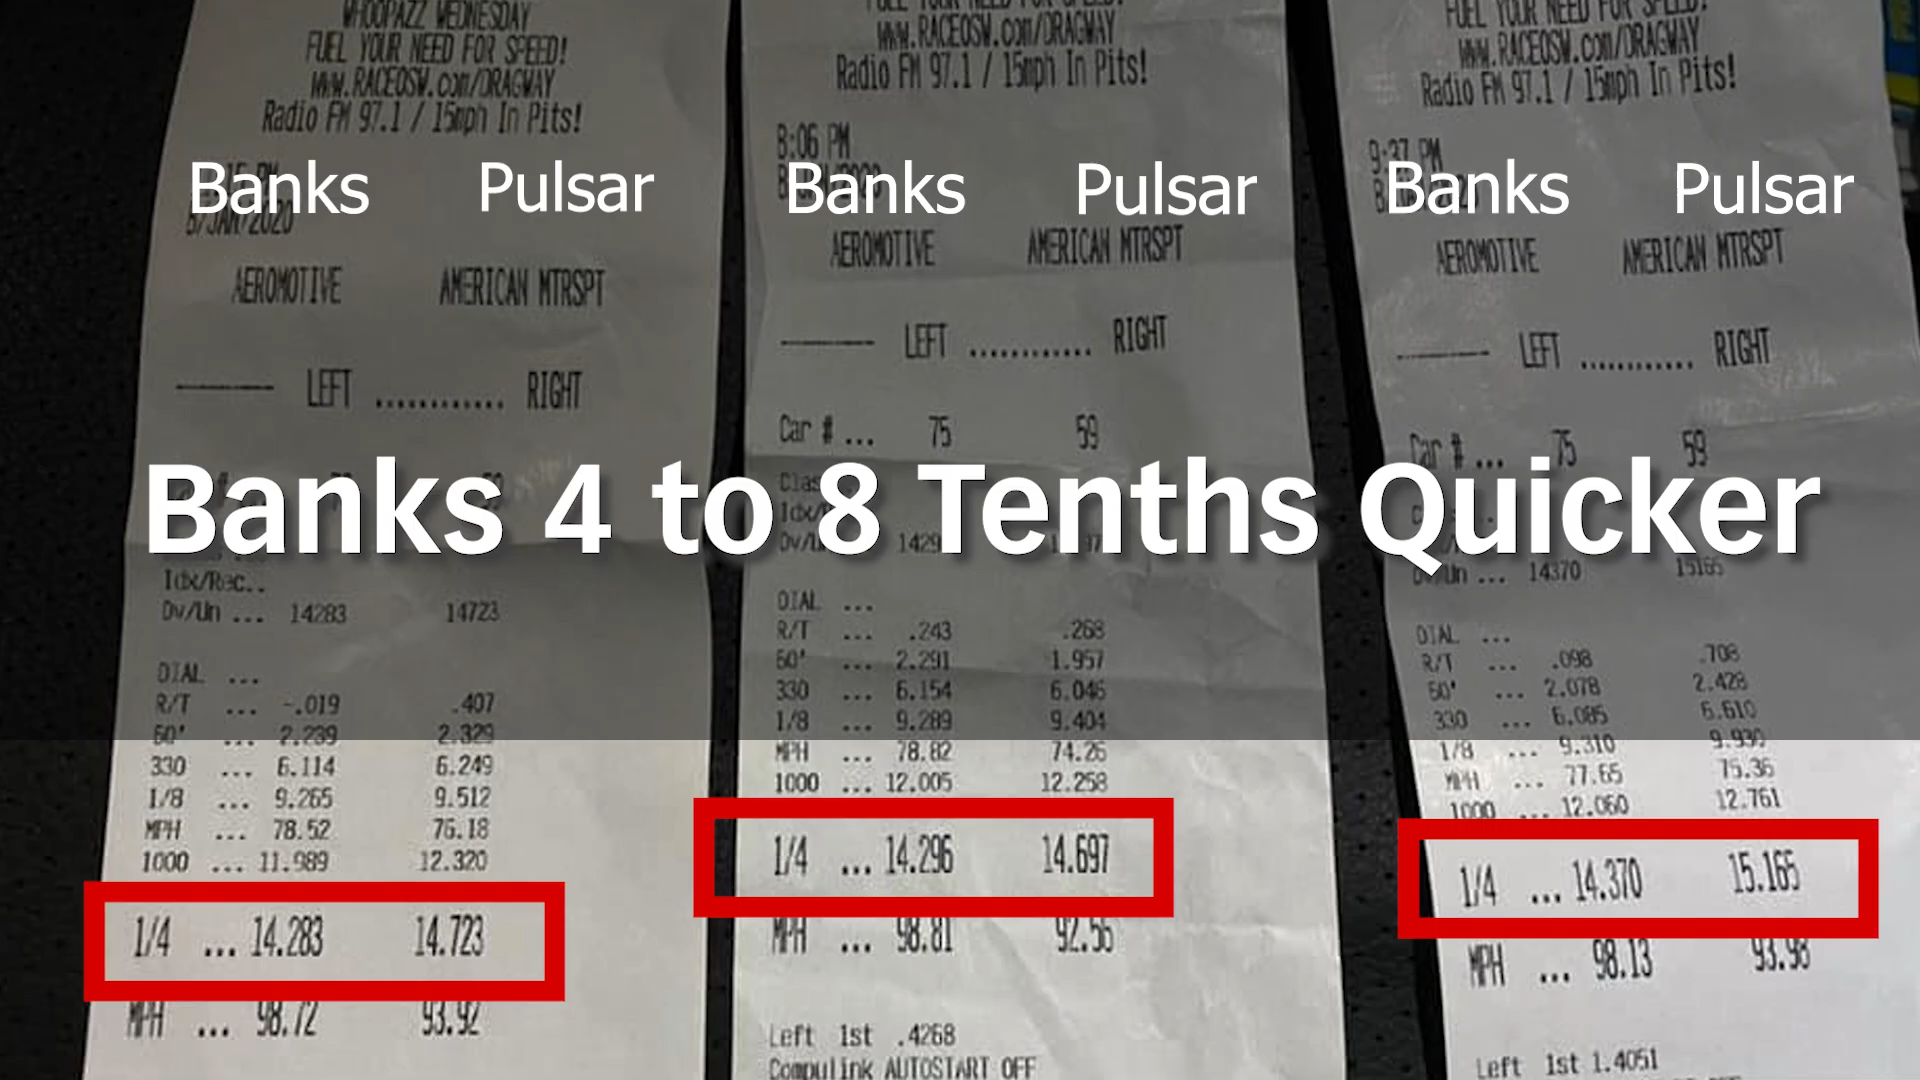 WHOOPAZZ WEDNESDAY
FUEL YOUR NEED FOR SPEED!
www.RACEOSW.com/DRAGWAY
Radio FM 97.1 / 15mph In Pits!
Banks Pulsar
AEROMOTIVE AMERICAN MTRSPT
LEFT ............ RIGHT
Idx/Rec..
Dv/Un ... 14283 14723
DIAL ...
R/T ... -.019 .407
60' ... 2.239 2.329
330 ... 6.114 6.249
1/8 ... 9.265 9.512
MPH ... 78.52 76.18
1000 ... 11.989 12.320
1/4 ... 14.283 14.723
MPH ... 98.72 93.92
FUEL YOUR NEED FOR SPEED!
www.RACEOSW.com/DRAGWAY
Radio FM 97.1 / 15mph In Pits!
8:06 PM
Banks Pulsar
AEROMOTIVE AMERICAN MTRSPT
LEFT ............ RIGHT
Car # ... 75 59
DIAL ...
R/T ... .243 .268
60' ... 2.291 1.957
330 ... 6.154 6.046
1/8 ... 9.289 9.404
MPH ... 78.82 74.26
1000 ... 12.005 12.258
1/4 ... 14.296 14.697
MPH ... 98.81 92.56
Left 1st .4268
Compulink AUTOSTART OFF
FUEL YOUR NEED FOR SPEED!
www.RACEOSW.com/DRAGWAY
Radio FM 97.1 / 15mph In Pits!
9:37 PM
Banks Pulsar
AEROMOTIVE AMERICAN MTRSPT
LEFT ............ RIGHT
Car # ... 75 59
Dv/Un ... 14370 15165
DIAL ...
R/T ... .098 .708
60' ... 2.078 2.428
330 ... 6.085 6.610
1/8 ... 9.310 9.930
MPH ... 77.65 75.36
1000 ... 12.060 12.761
1/4 ... 14.370 15.165
MPH ... 98.13 93.98
Left 1st 1.4051
Banks 4 to 8 Tenths Quicker